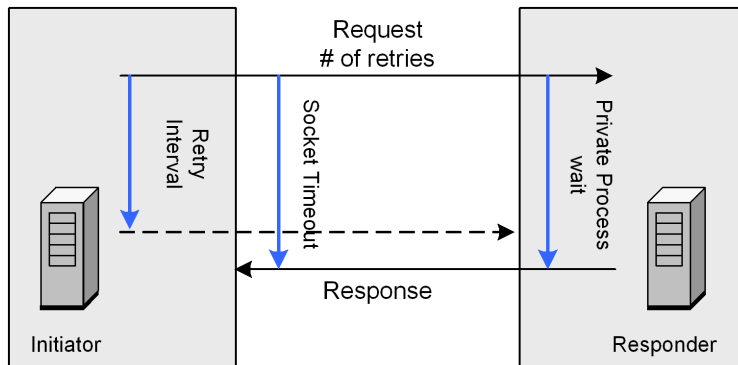 Request
# of retries
Retry
Interval
Socket Timeout
Private Process
wait
Response
Initiator
Responder